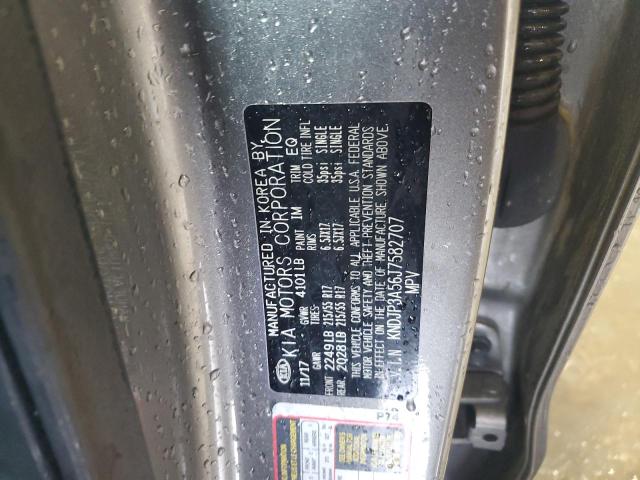 MANUFACTURED IN KOREA BY
KIA KIA MOTORS CORPORATION
11/17 GVWR 4101LB PAINT IM TRIM EQ
GAWR TIRES RIMS COLD TIRE INFL
FRONT 2249LB 215/55 R17 6.5JX17 35psi SINGLE
REAR 2028LB 215/55 R17 6.5JX17 35psi SINGLE
THIS VEHICLE CONFORMS TO ALL APPLICABLE U.S.A. FEDERAL
MOTOR VEHICLE SAFETY AND THEFT-PREVENTION STANDARDS
IN EFFECT ON THE DATE OF MANUFACTURE SHOWN ABOVE.
V.I.N KNDJP3A56J7582707
MPV